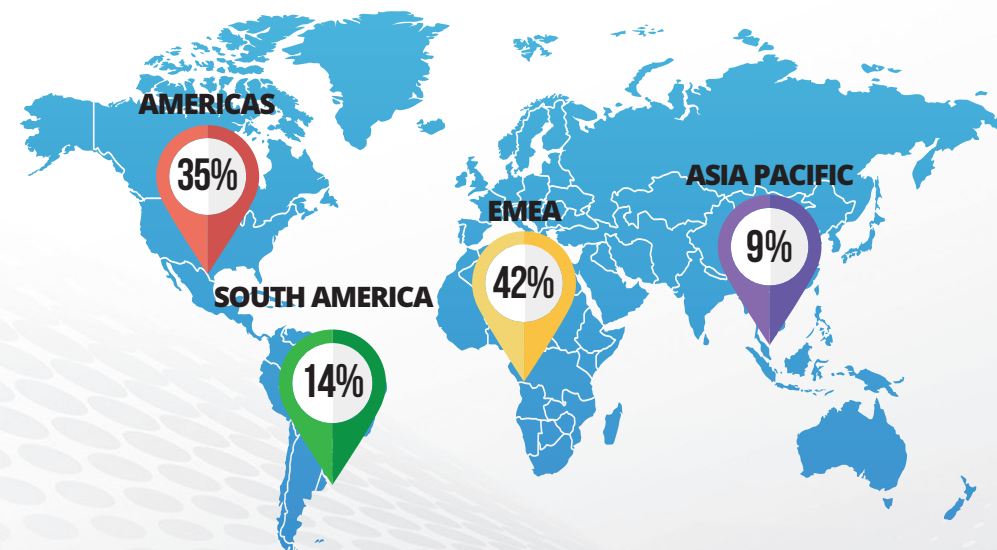 AMERICAS
35%
ASIA PACIFIC
9%
EMEA
42%
SOUTH AMERICA
14%